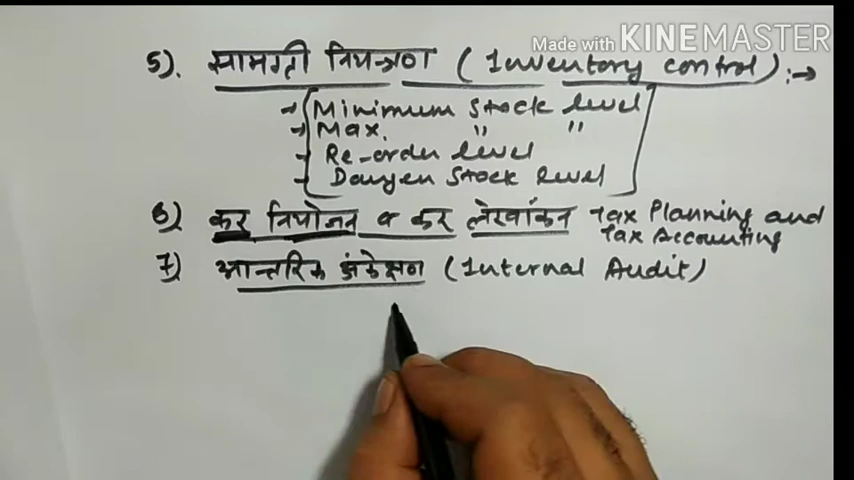 Made with KINEMASTER
5). सामग्री नियन्त्रण ( Inventory control ) :→
→ Minimum Stock level
→ Max. " "
→ Re-order level
→ Danger Stock level
6) कर नियोजन व कर लेखांकन Tax Planning and
Tax Accounting
7) आन्तरिक अंकेक्षण (Internal Audit)